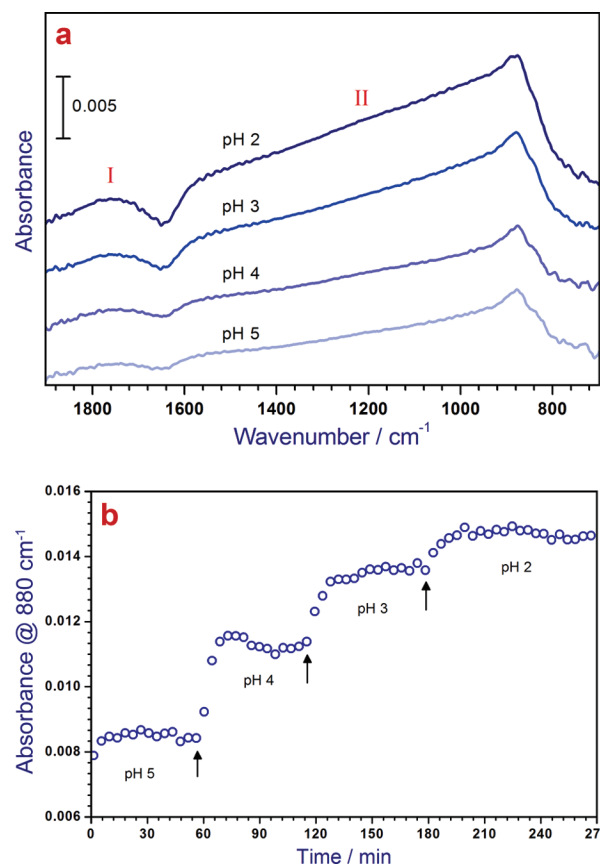 a
0.005
I
II
pH 2
pH 3
pH 4
pH 5
Absorbance
1800 1600 1400 1200 1000 800
Wavenumber / cm-1
b
0.016
0.014
0.012
0.010
0.008
0.006
pH 2
pH 3
pH 4
pH 5
Absorbance @ 880 cm-1
0 30 60 90 120 150 180 210 240 27
Time / min